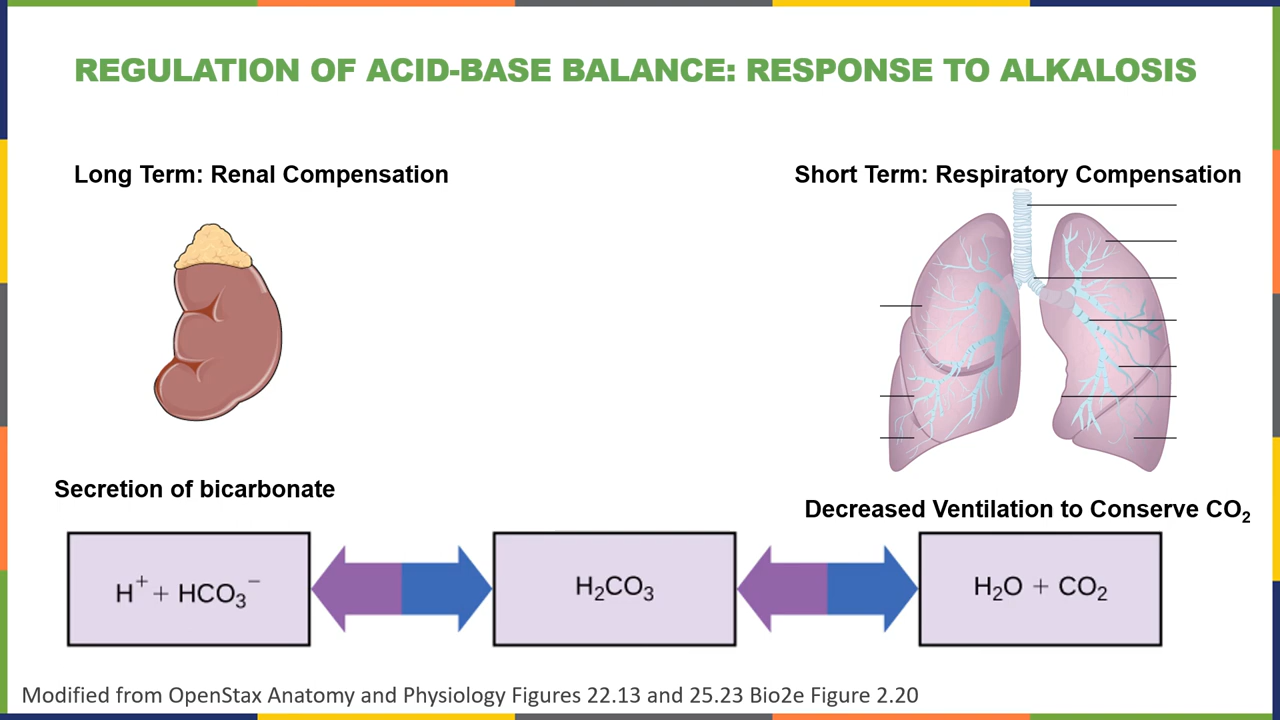 REGULATION OF ACID-BASE BALANCE: RESPONSE TO ALKALOSIS
Long Term: Renal Compensation
Short Term: Respiratory Compensation
Secretion of bicarbonate
Decreased Ventilation to Conserve CO₂
H⁺ + HCO₃⁻
H₂CO₃
H₂O + CO₂
Modified from OpenStax Anatomy and Physiology Figures 22.13 and 25.23 Bio2e Figure 2.20